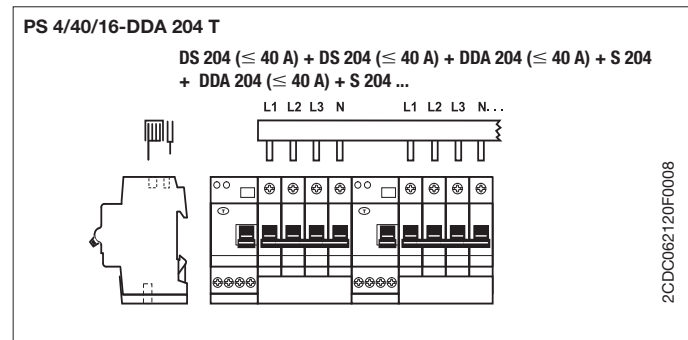 PS 4/40/16-DDA 204 T
DS 204 (≤ 40 A) + DS 204 (≤ 40 A) + DDA 204 (≤ 40 A) + S 204
+ DDA 204 (≤ 40 A) + S 204 ...
L1 L2 L3 N L1 L2 L3 N...
T T
2CDC062120F0008